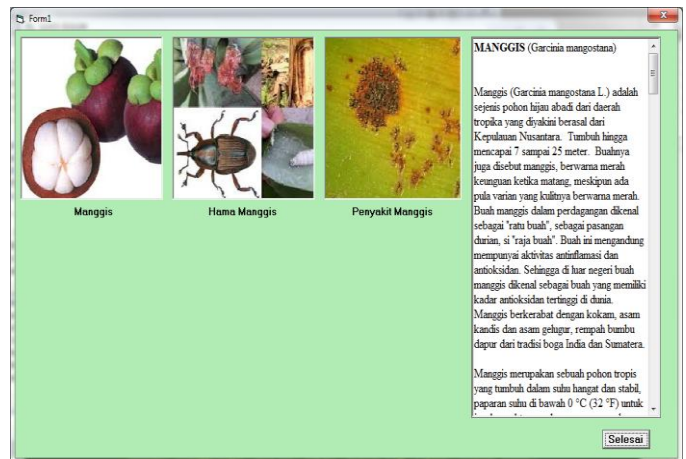 Form1
Manggis
Hama Manggis
Penyakit Manggis
MANGGIS (Garcinia mangostana)
Manggis (Garcinia mangostana L.) adalah
sejenis pohon hijau abadi dari daerah
tropika yang diyakini berasal dari
Kepulauan Nusantara. Tumbuh hingga
mencapai 7 sampai 25 meter. Buahnya
juga disebut manggis, berwarna merah
keunguan ketika matang, meskipun ada
pula varian yang kulitnya berwarna merah.
Buah manggis dalam perdagangan dikenal
sebagai "ratu buah", sebagai pasangan
durian, si "raja buah". Buah ini mengandung
mempunyai aktivitas antinflamasi dan
antioksidan. Sehingga di luar negeri buah
manggis dikenal sebagai buah yang memiliki
kadar antioksidan tertinggi di dunia.
Manggis berkerabat dengan kokam, asam
kandis dan asam gelugur, rempah bumbu
dapur dari tradisi boga India dan Sumatera.
Manggis merupakan sebuah pohon tropis
yang tumbuh dalam suhu hangat dan stabil,
paparan suhu di bawah 0 °C (32 °F) untuk
Selesai